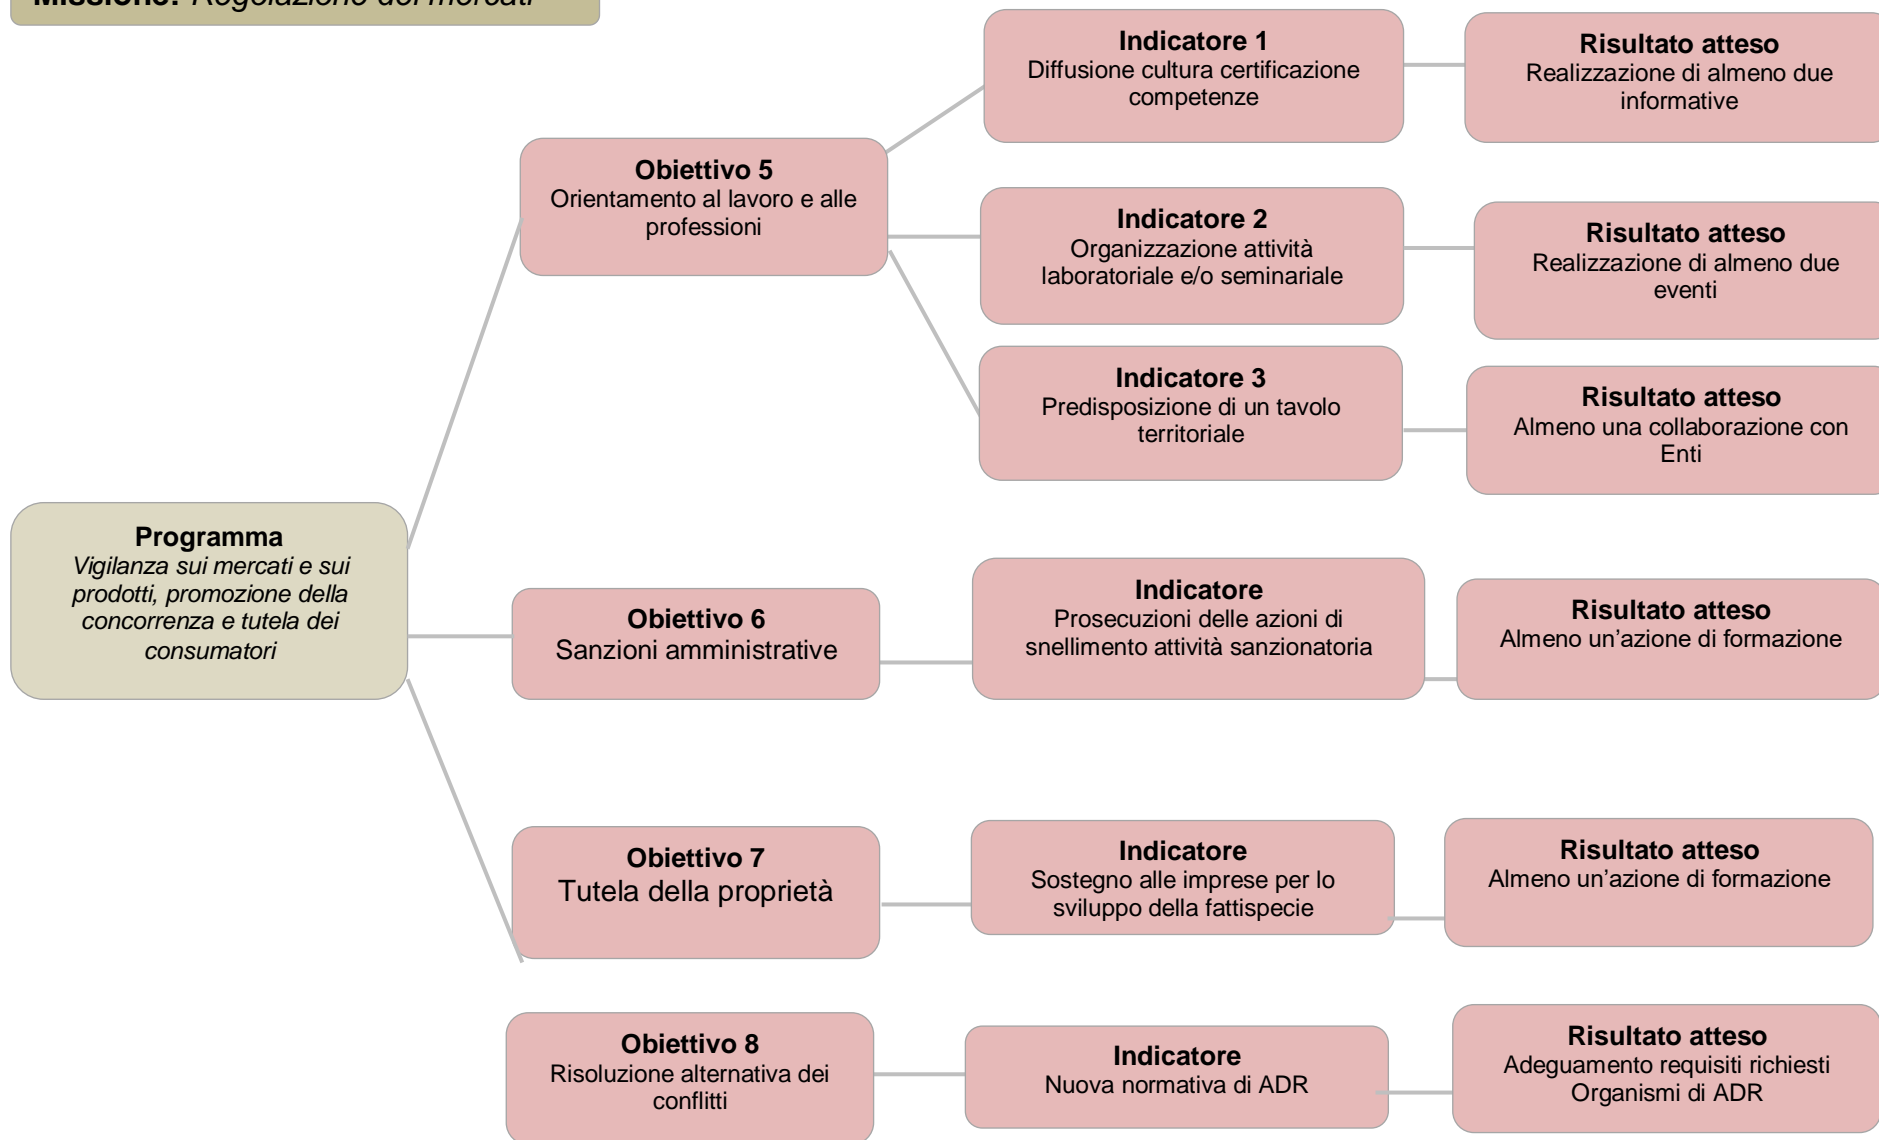 Missione: Regolazione dei mercati
Indicatore 1
Diffusione cultura certificazione
competenze
Risultato atteso
Realizzazione di almeno due
informative
Obiettivo 5
Orientamento al lavoro e alle
professioni
Indicatore 2
Organizzazione attività
laboratoriale e/o seminariale
Risultato atteso
Realizzazione di almeno due
eventi
Indicatore 3
Predisposizione di un tavolo
territoriale
Risultato atteso
Almeno una collaborazione con
Enti
Programma
Vigilanza sui mercati e sui
prodotti, promozione della
concorrenza e tutela dei
consumatori
Obiettivo 6
Sanzioni amministrative
Indicatore
Prosecuzioni delle azioni di
snellimento attività sanzionatoria
Risultato atteso
Almeno un’azione di formazione
Obiettivo 7
Tutela della proprietà
Indicatore
Sostegno alle imprese per lo
sviluppo della fattispecie
Risultato atteso
Almeno un’azione di formazione
Obiettivo 8
Risoluzione alternativa dei
conflitti
Indicatore
Nuova normativa di ADR
Risultato atteso
Adeguamento requisiti richiesti
Organismi di ADR